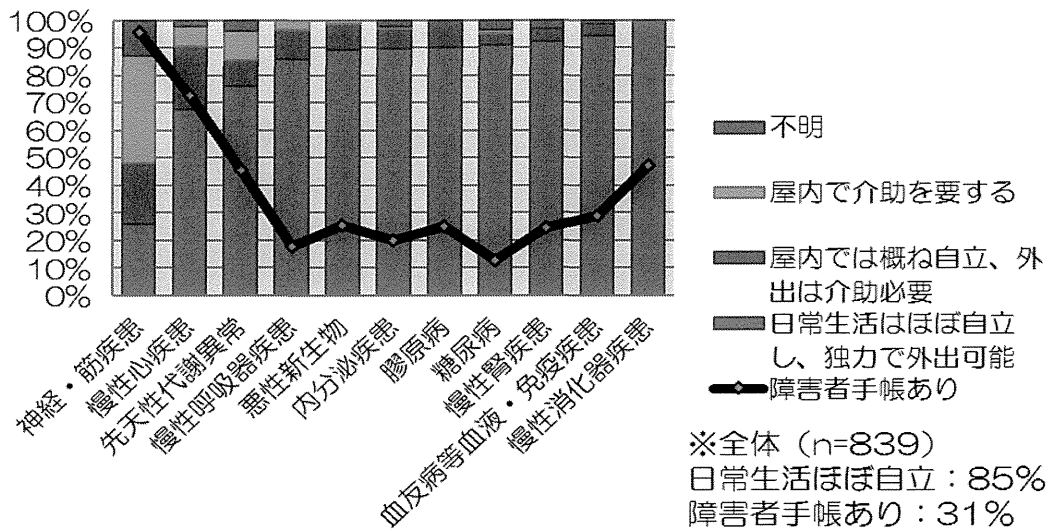 100%
90%
80%
70%
60%
50%
40%
30%
20%
10%
0%
神経・筋疾患
慢性心疾患
先天性代謝異常
慢性呼吸器疾患
悪性新生物
内分泌疾患
膠原病
糖尿病
慢性腎疾患
血友病等血液・免疫疾患
慢性消化器疾患
不明
屋内で介助を要する
屋内では概ね自立、外
出は介助必要
日常生活はほぼ自立
し、独力で外出可能
障害者手帳あり
※全体（n=839）
日常生活ほぼ自立：85%
障害者手帳あり：31%